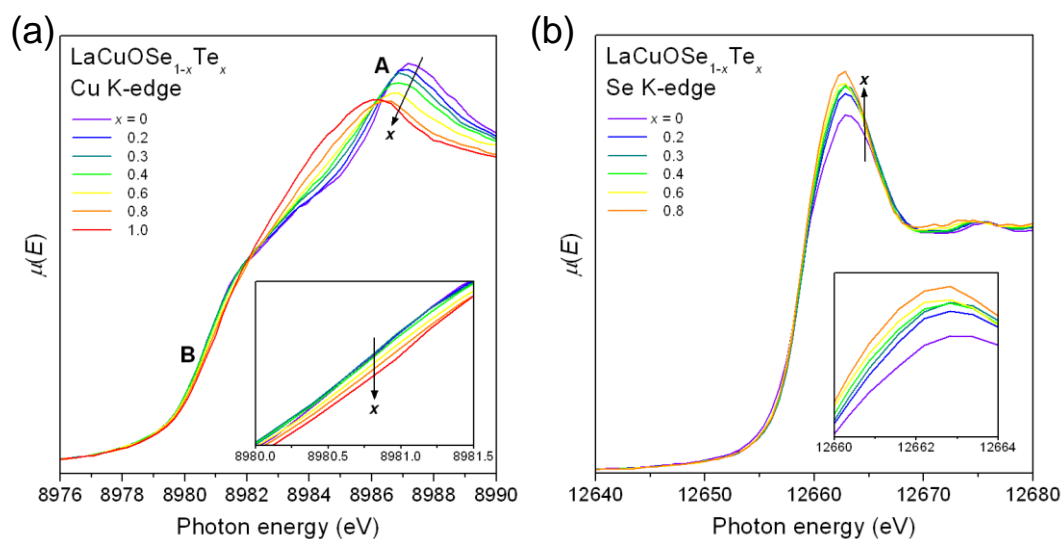 (a)
LaCuOSe1-xTex
Cu K-edge
x = 0
0.2
0.3
0.4
0.6
0.8
1.0
A
x
B
μ(E)
x
8980.0 8980.5 8981.0 8981.5
8976 8978 8980 8982 8984 8986 8988 8990
Photon energy (eV)
(b)
LaCuOSe1-xTex
Se K-edge
x = 0
0.2
0.3
0.4
0.6
0.8
x
μ(E)
12660 12662 12664
12640 12650 12660 12670 12680
Photon energy (eV)